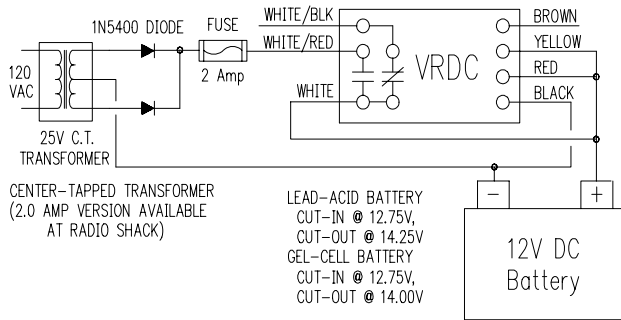 1N5400 DIODE
FUSE
2 Amp
120
VAC
25V C.T.
TRANSFORMER
CENTER-TAPPED TRANSFORMER
(2.0 AMP VERSION AVAILABLE
AT RADIO SHACK)
WHITE/BLK
WHITE/RED
WHITE
VRDC
BROWN
YELLOW
RED
BLACK
LEAD-ACID BATTERY
CUT-IN @ 12.75V,
CUT-OUT @ 14.25V
GEL-CELL BATTERY
CUT-IN @ 12.75V,
CUT-OUT @ 14.00V
- +
12V DC
Battery